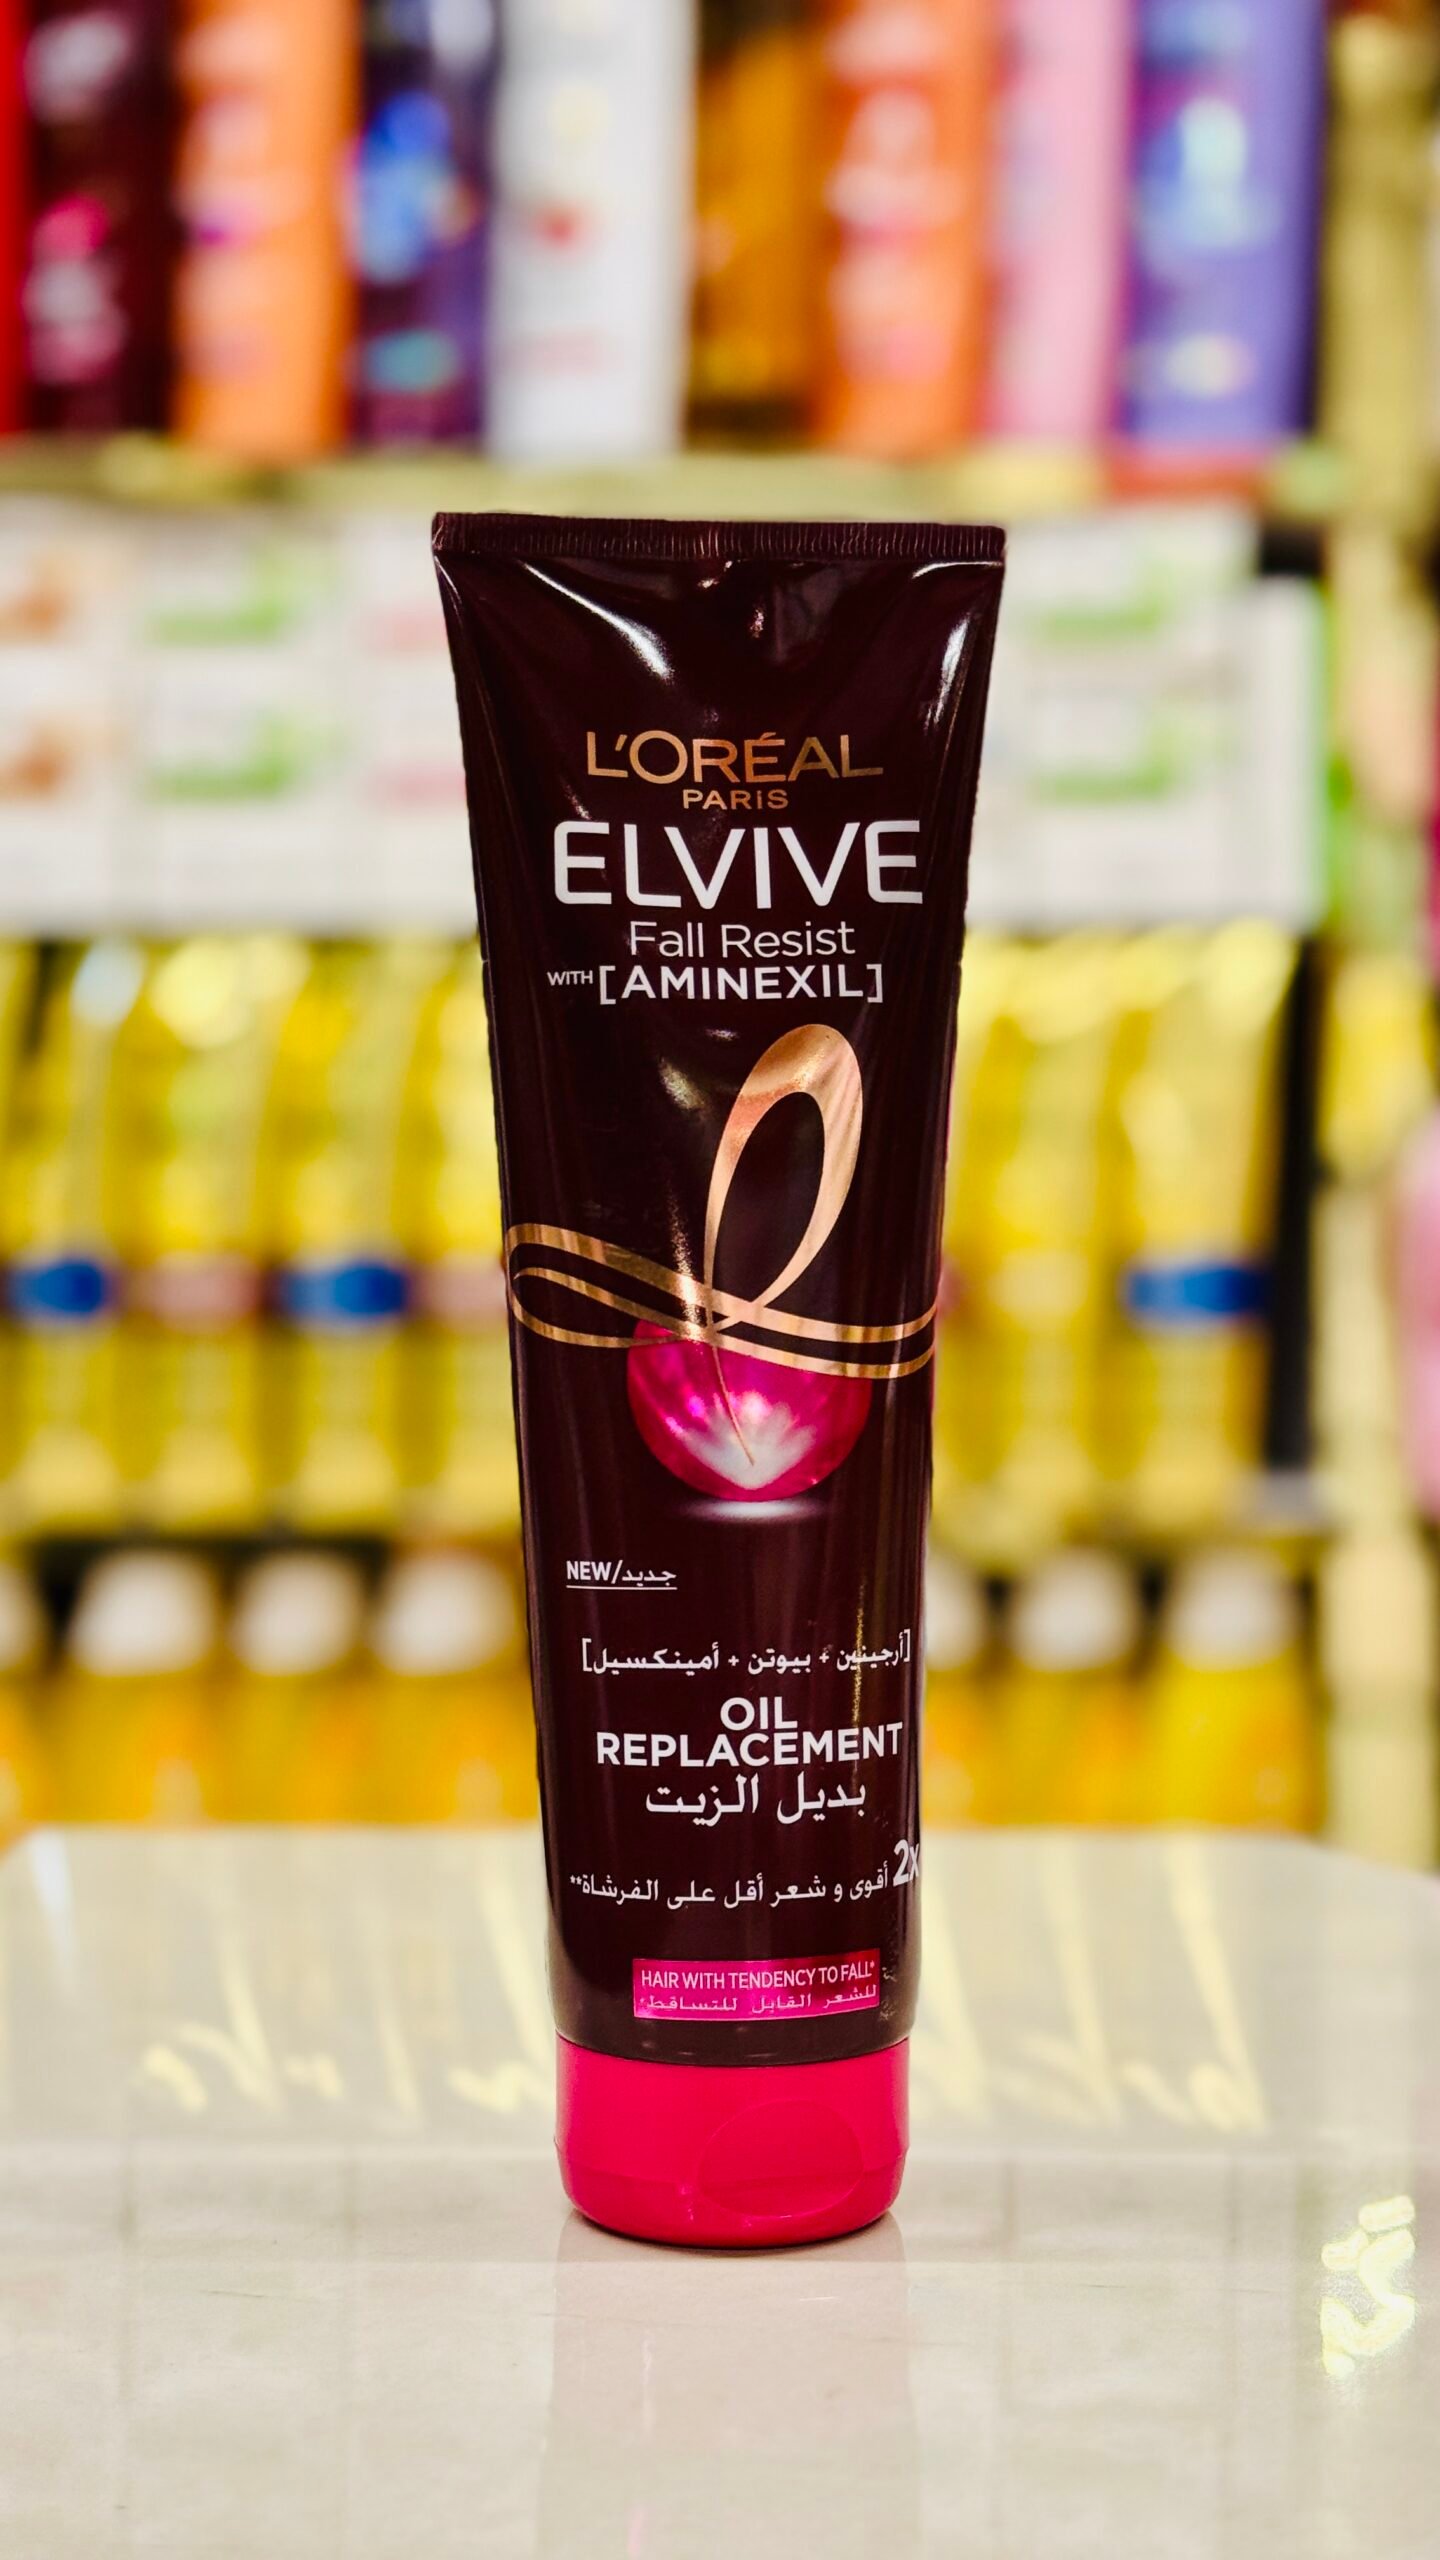 L'ORÉAL
PARIS
ELVIVE
Fall Resist
WITH [AMINEXIL]
NEW/جديد
[أرجينين + بيوتن + أمينكسيل]
OIL
REPLACEMENT
بديل الزيت
2x أقوى و شعر أقل على الفرشاة**
HAIR WITH TENDENCY TO FALL*
للشعر القابل للتساقط*